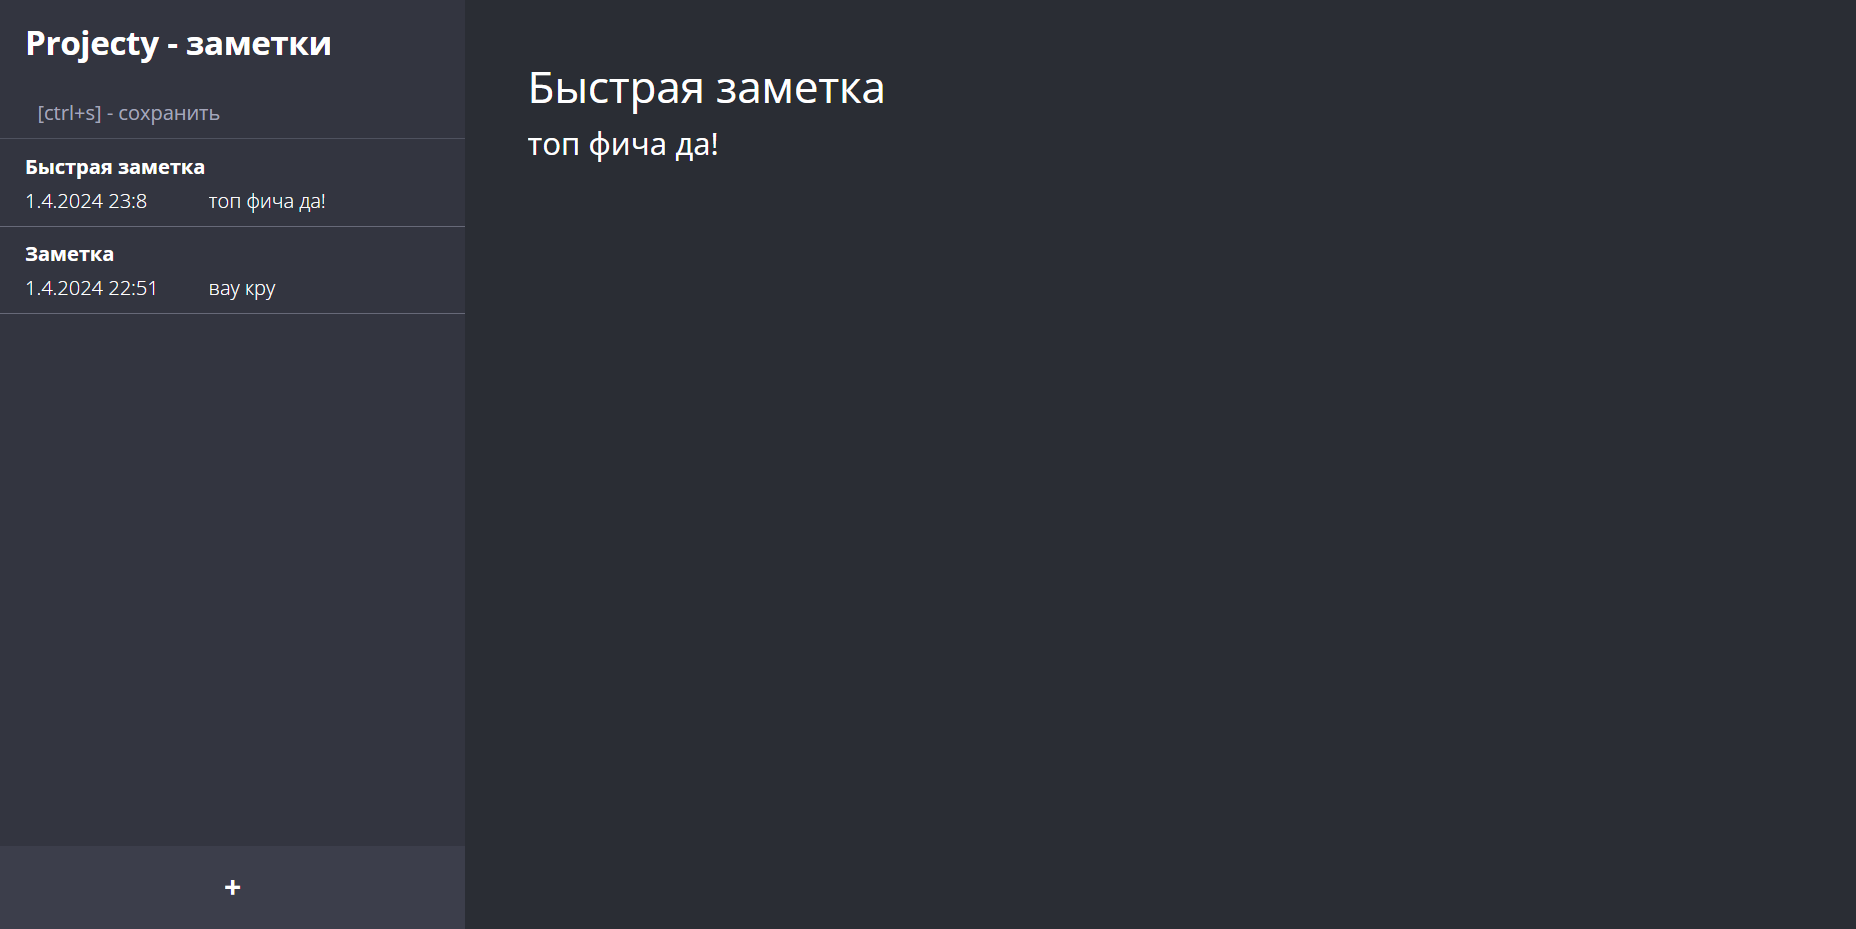 Projecty - заметки
[ctrl+s] - сохранить
Быстрая заметка
1.4.2024 23:8 топ фича да!
Заметка
1.4.2024 22:51 вау кру
+
Быстрая заметка
топ фича да!